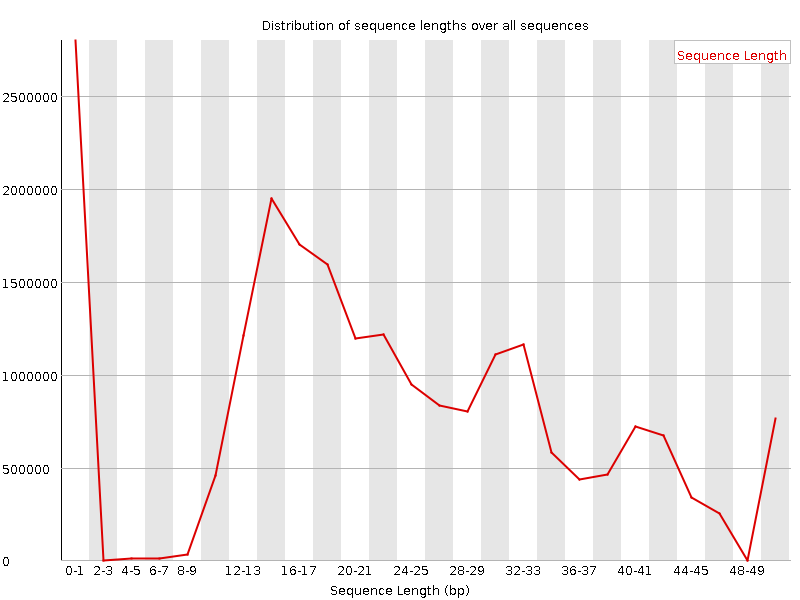 Distribution of sequence lengths over all sequences
Sequence Length
2500000
2000000
1500000
1000000
500000
0
0-1 2-3 4-5 6-7 8-9 12-13 16-17 20-21 24-25 28-29 32-33 36-37 40-41 44-45 48-49
Sequence Length (bp)